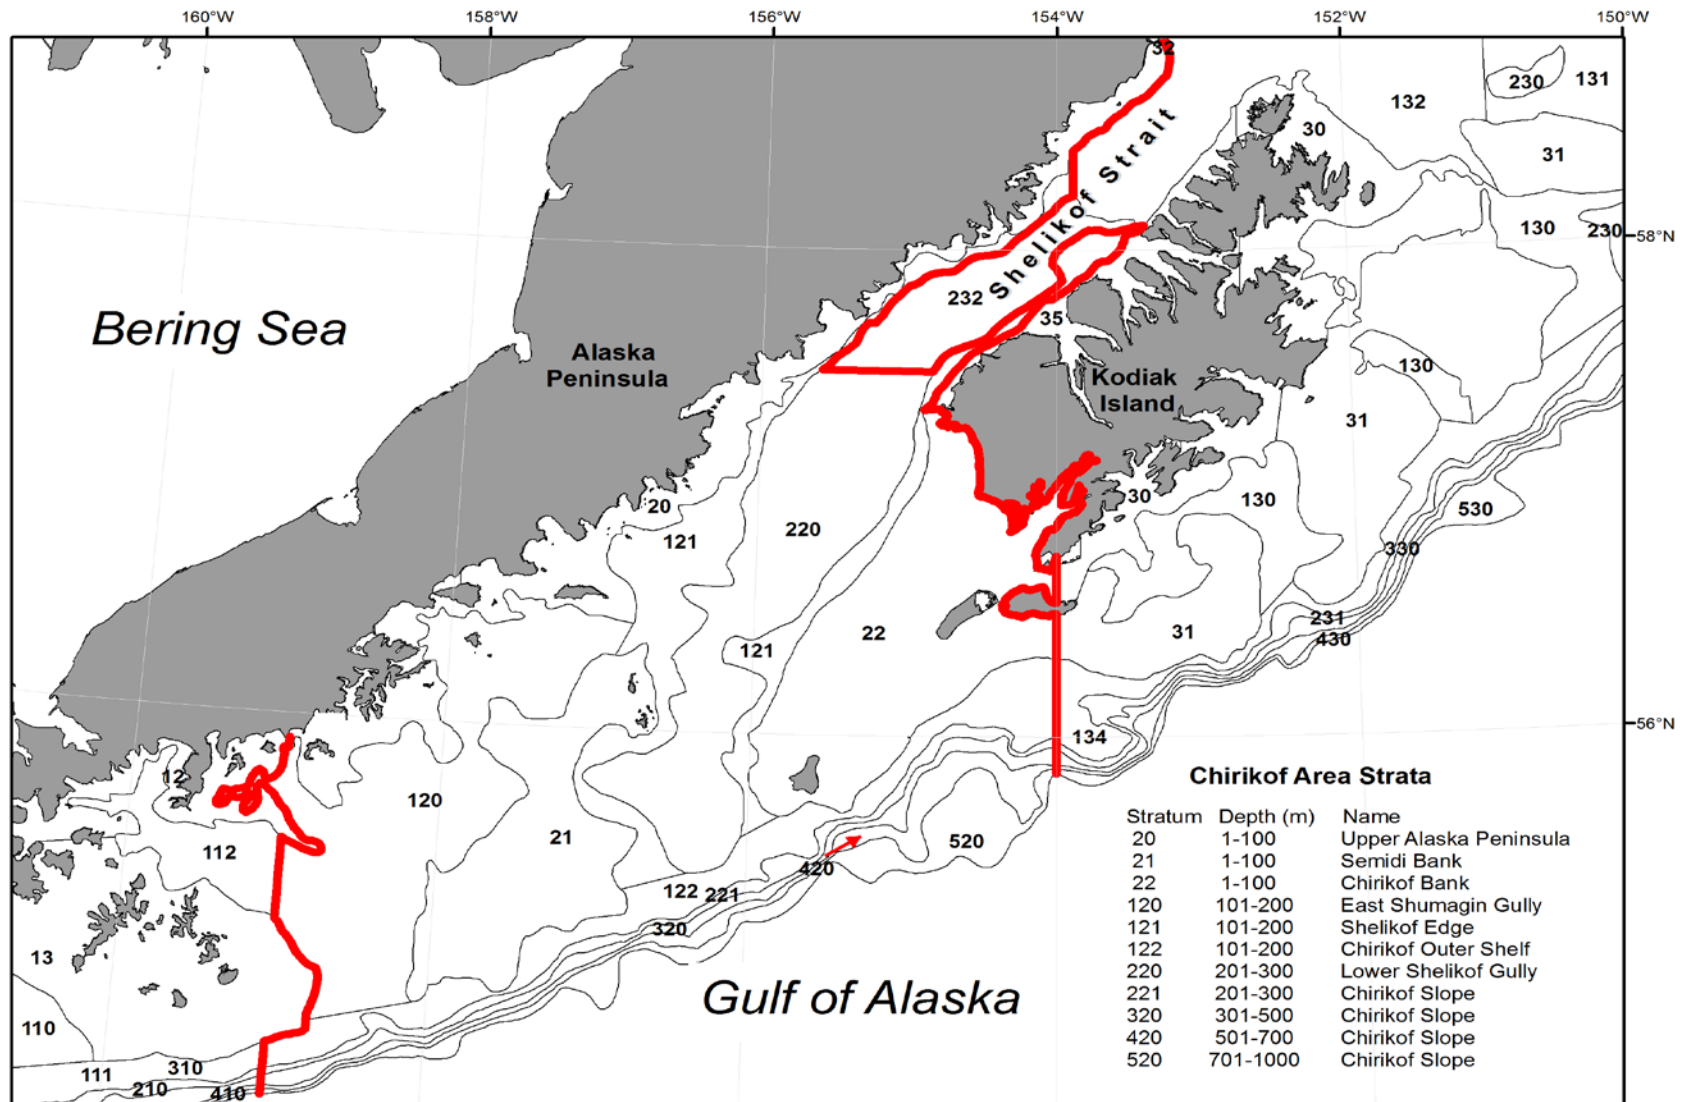 160°W 158°W 156°W 154°W 152°W 150°W
32
230 131
132
30
31
Shelikof Strait
130 230
58°N
232
35
Bering Sea
Alaska
Peninsula
130
Kodiak
Island
31
20
30 130
530
121
220
330
231
22
31
430
121
56°N
134
12
120
21
520
112
420
122 221
320
13
110
111
310
210
410
Gulf of Alaska
Chirikof Area Strata
Stratum Depth (m) Name
20 1-100 Upper Alaska Peninsula
21 1-100 Semidi Bank
22 1-100 Chirikof Bank
120 101-200 East Shumagin Gully
121 101-200 Shelikof Edge
122 101-200 Chirikof Outer Shelf
220 201-300 Lower Shelikof Gully
221 201-300 Chirikof Slope
320 301-500 Chirikof Slope
420 501-700 Chirikof Slope
520 701-1000 Chirikof Slope